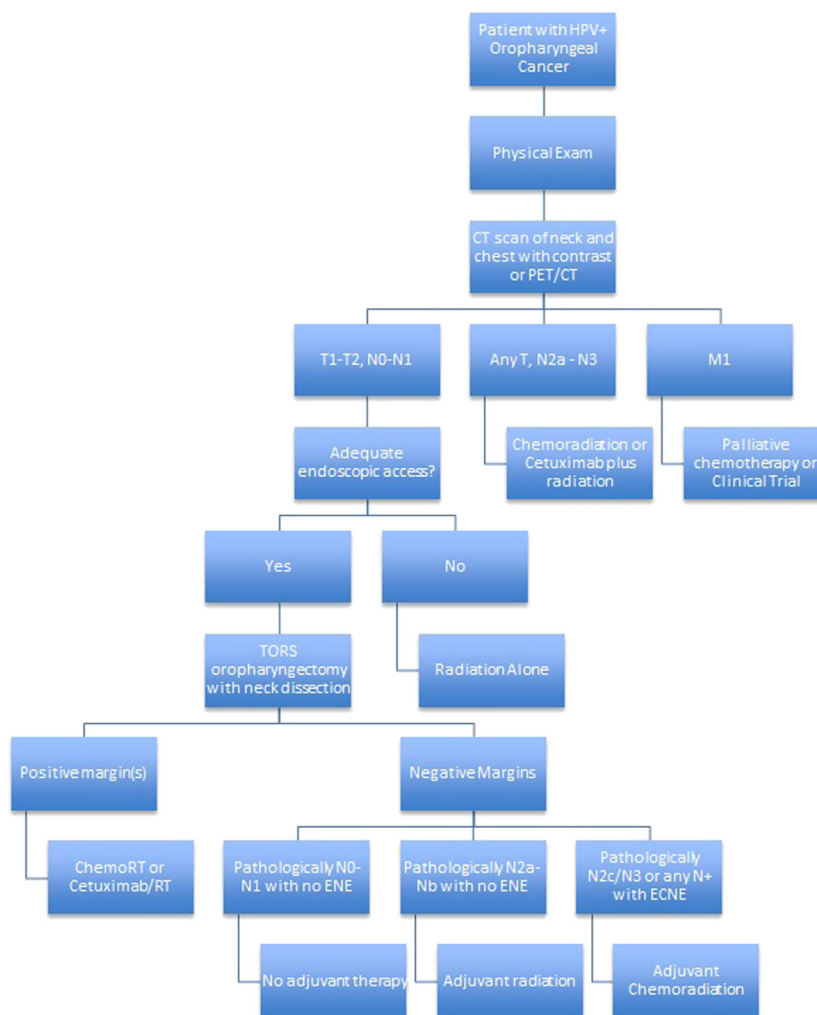 Patient with HPV+
Oropharyngeal
Cancer
Physical Exam
CT scan of neck and
chest with contrast
or PET/CT
T1-T2, N0-N1
Any T, N2a - N3
M1
Adequate
endoscopic access?
Chemoradiation or
Cetuximab plus
radiation
Palliative
chemotherapy or
Clinical Trial
Yes
No
TORS
oropharyngectomy
with neck dissection
Radiation Alone
Positive margin(s)
Negative Margins
ChemoRT or
Cetuximab/RT
Pathologically N0-
N1 with no ENE
Pathologically N2a-
Nb with no ENE
Pathologically
N2c/N3 or any N+
with ECNE
No adjuvant therapy
Adjuvant radiation
Adjuvant
Chemoradiation